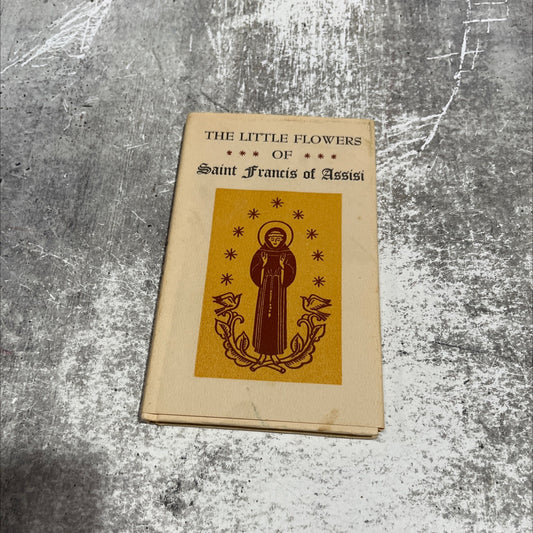 THE LITTLE FLOWERS
*** OF ***
Saint Francis of Assisi